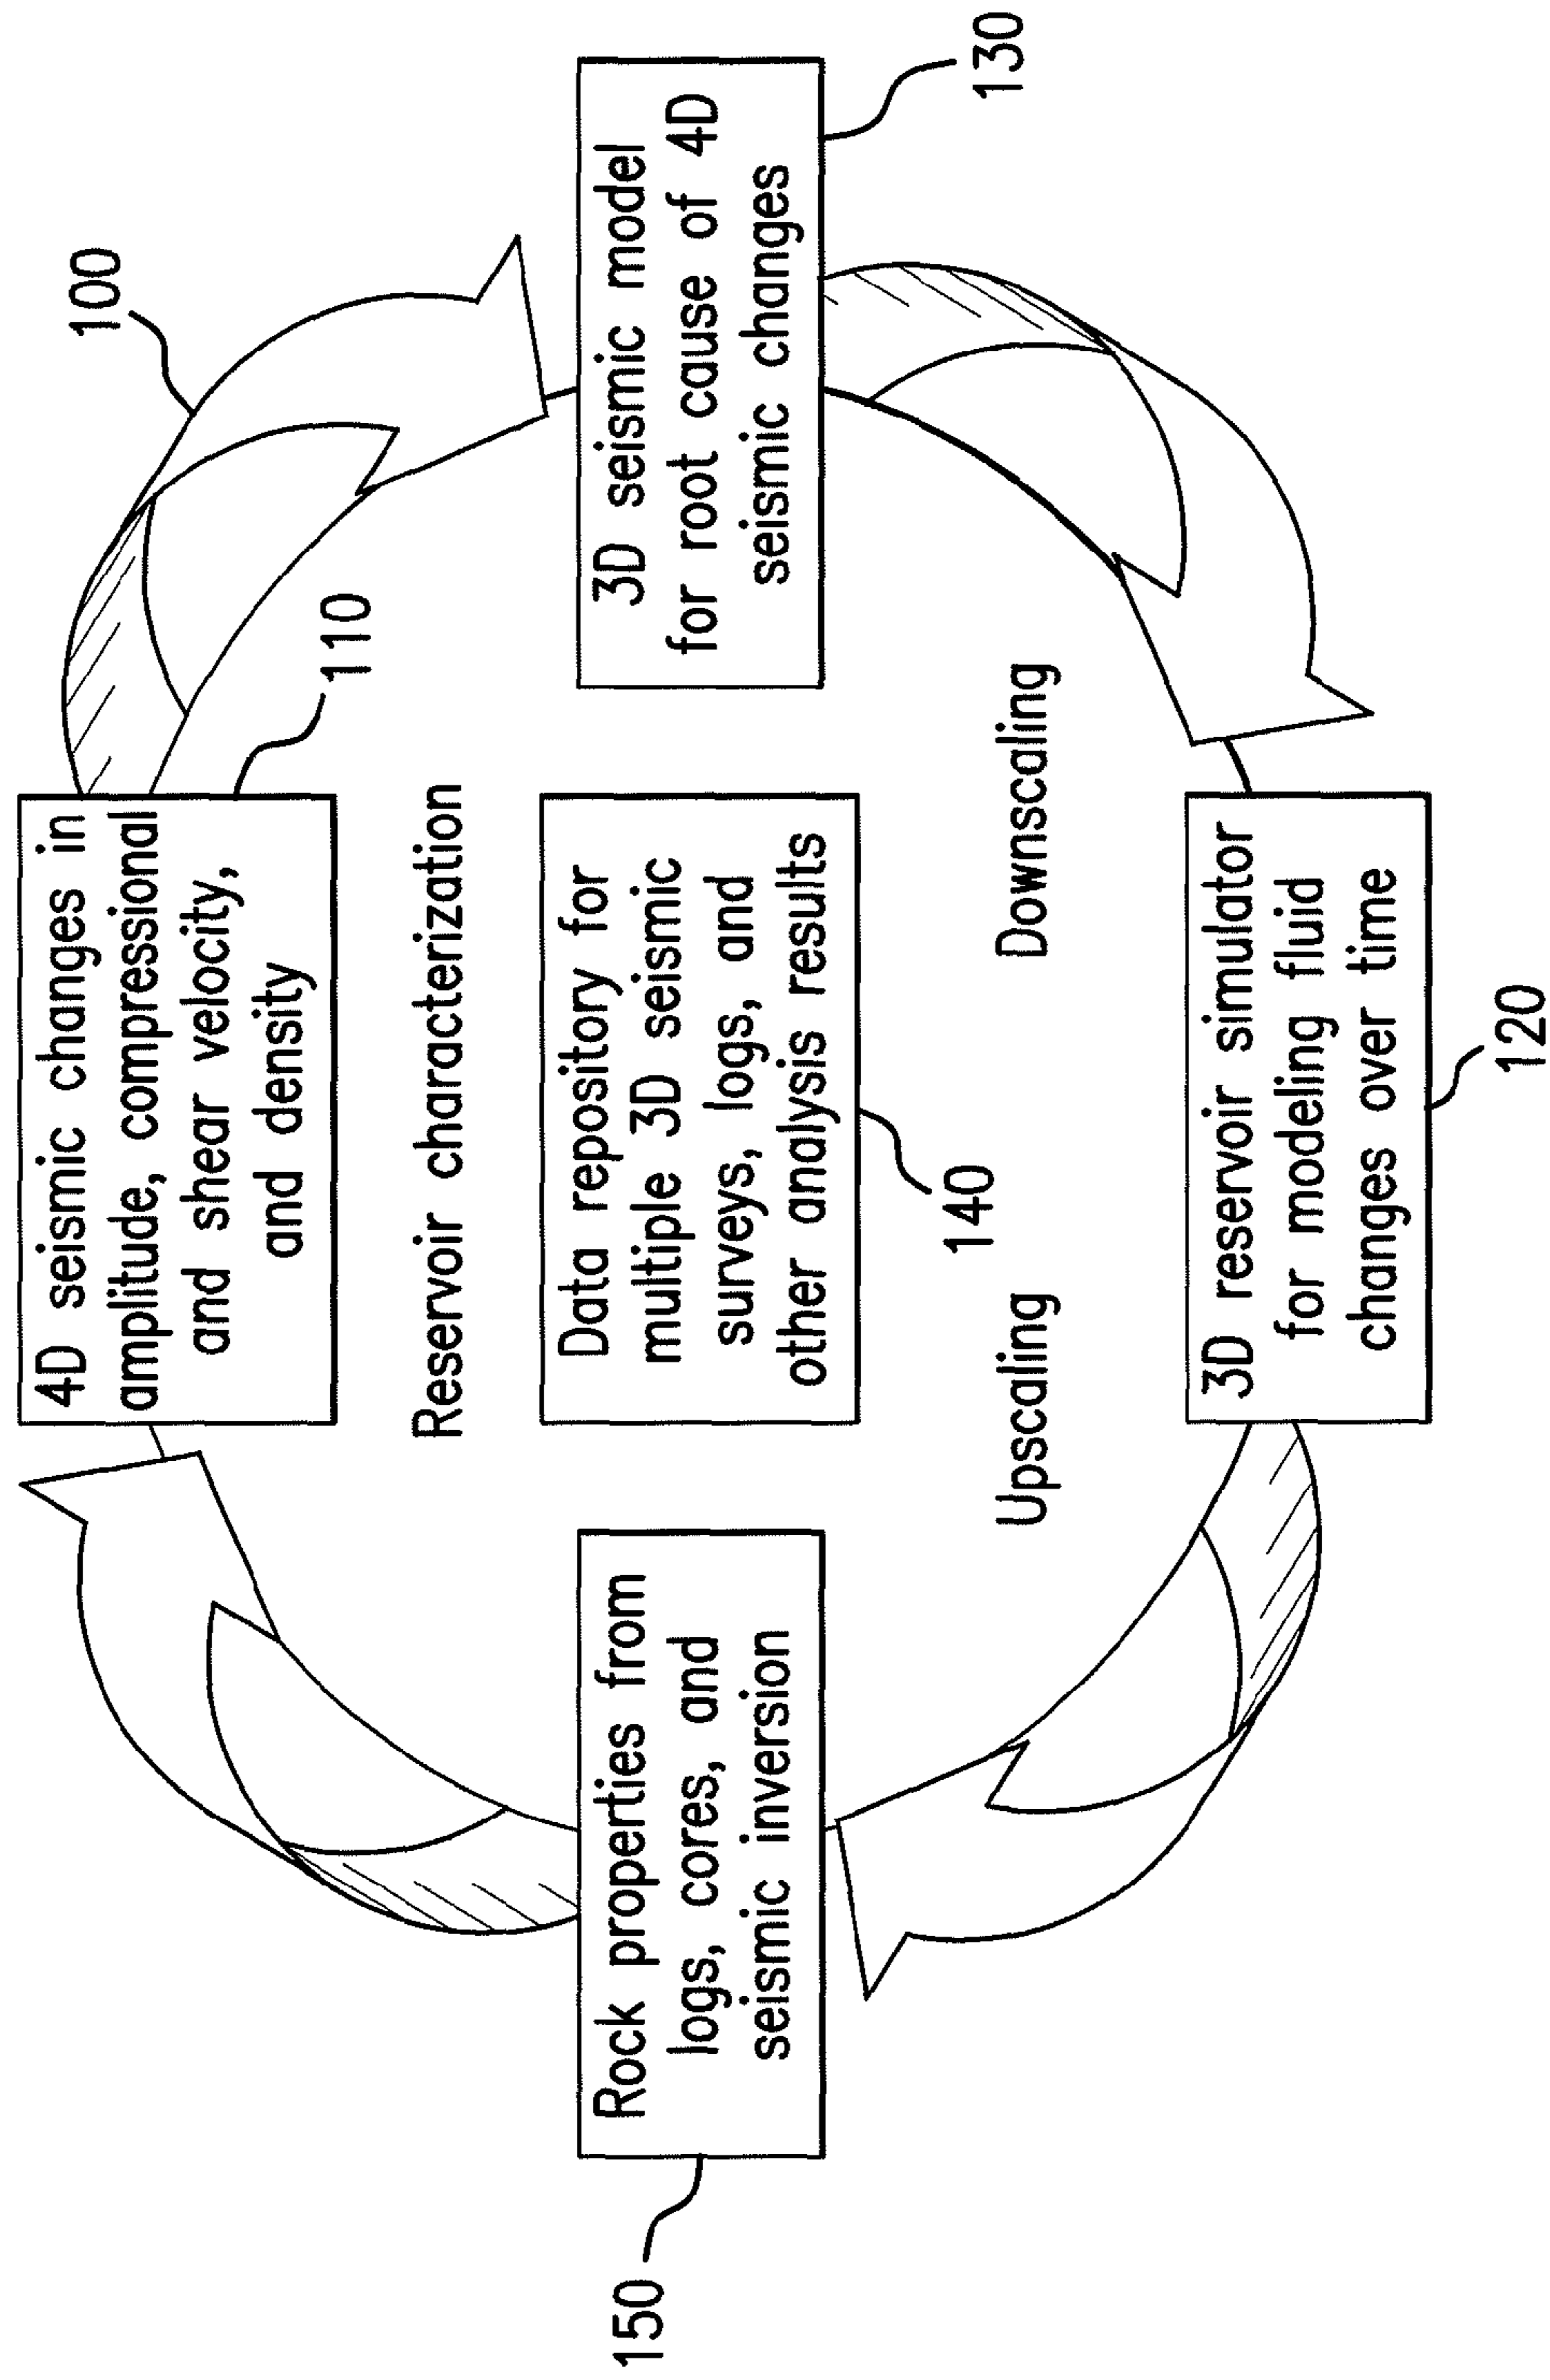 100
4D seismic changes in
amplitude, compressional
and shear velocity,
and density
110
Reservoir characterization
Rock properties from
logs, cores, and
seismic inversion
150
Data repository for
multiple 3D seismic
surveys, logs, and
other analysis results
140
3D seismic model
for root cause of 4D
seismic changes
130
Upscaling
Downscaling
3D reservoir simulator
for modeling fluid
changes over time
120